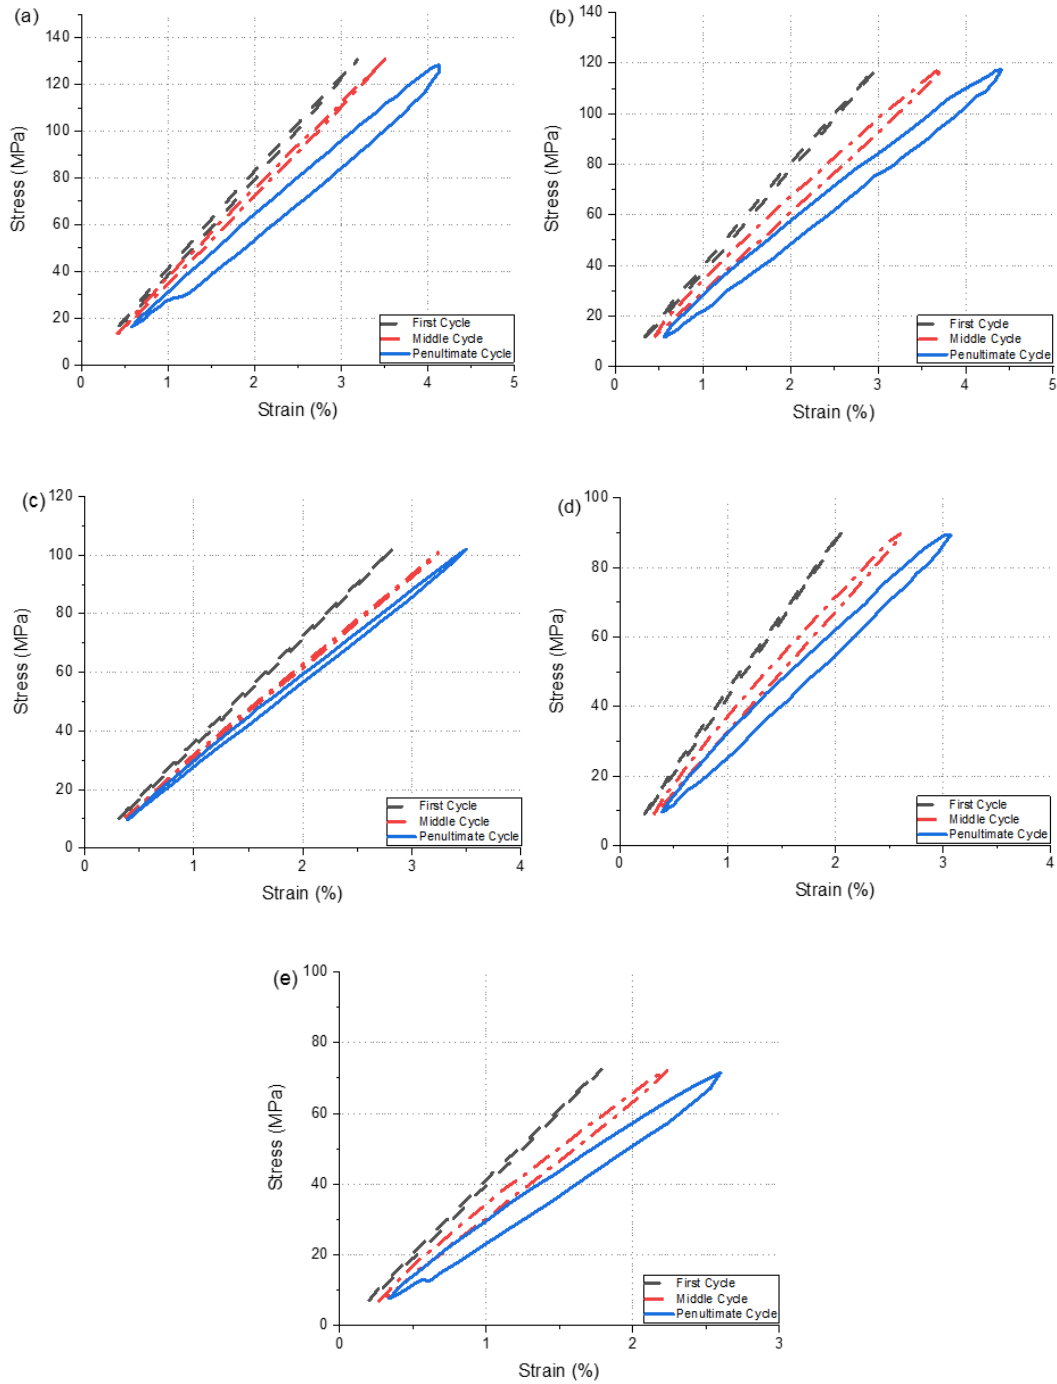 (a)
140
120
100
80
60
40
20
0
Stress (MPa)
0 1 2 3 4 5
Strain (%)
First Cycle
Middle Cycle
Penultimate Cycle
(b)
140
120
100
80
60
40
20
0
Stress (MPa)
0 1 2 3 4 5
Strain (%)
First Cycle
Middle Cycle
Penultimate Cycle
(c)
120
100
80
60
40
20
0
Stress (MPa)
0 1 2 3 4
Strain (%)
First Cycle
Middle Cycle
Penultimate Cycle
(d)
100
80
60
40
20
0
Stress (MPa)
0 1 2 3 4
Strain (%)
First Cycle
Middle Cycle
Penultimate Cycle
(e)
100
80
60
40
20
0
Stress (MPa)
0 1 2 3
Strain (%)
First Cycle
Middle Cycle
Penultimate Cycle